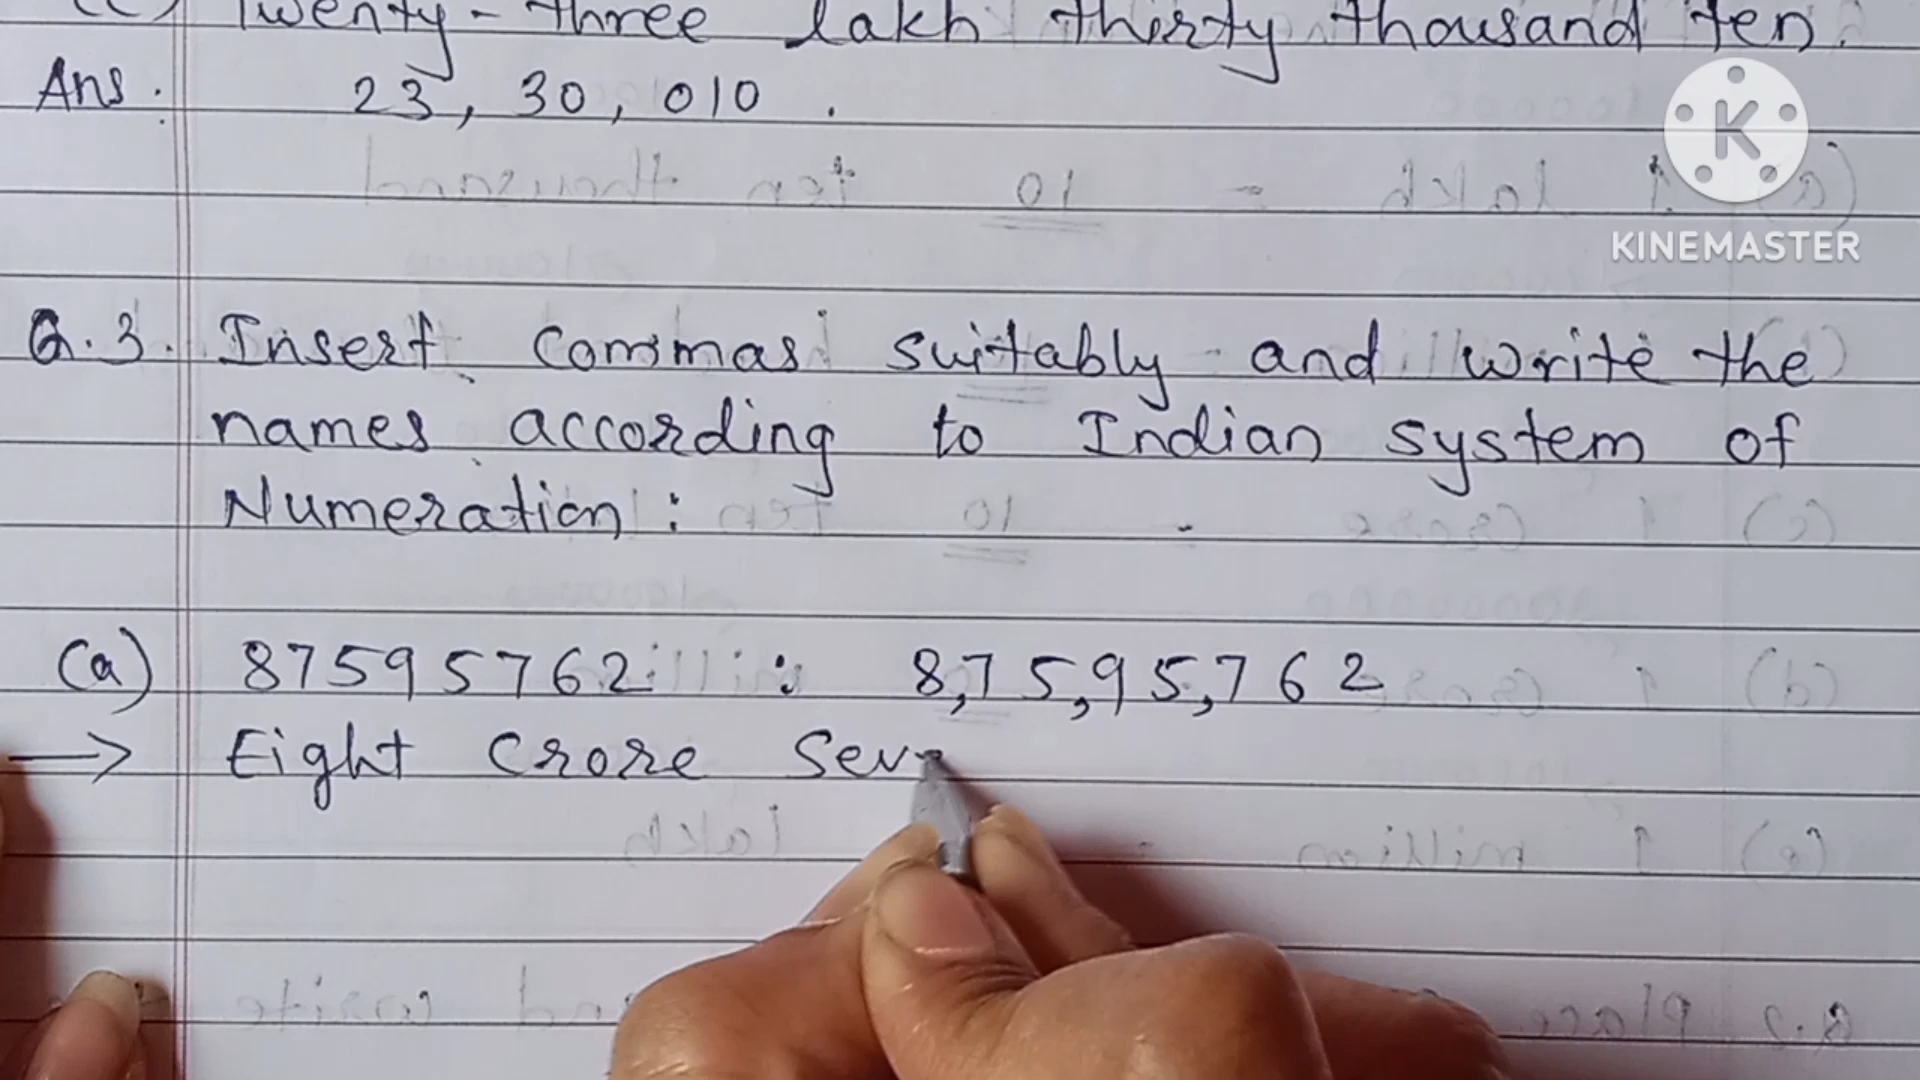 Twenty-three lakh thirty thousand ten.
Ans. 23, 30, 010.
KINEMASTER
Q.3. Insert commas suitably and write the
names according to Indian system of
Numeration:
(a) 87595762 : 8,75,95,762
→ Eight Crore Sev